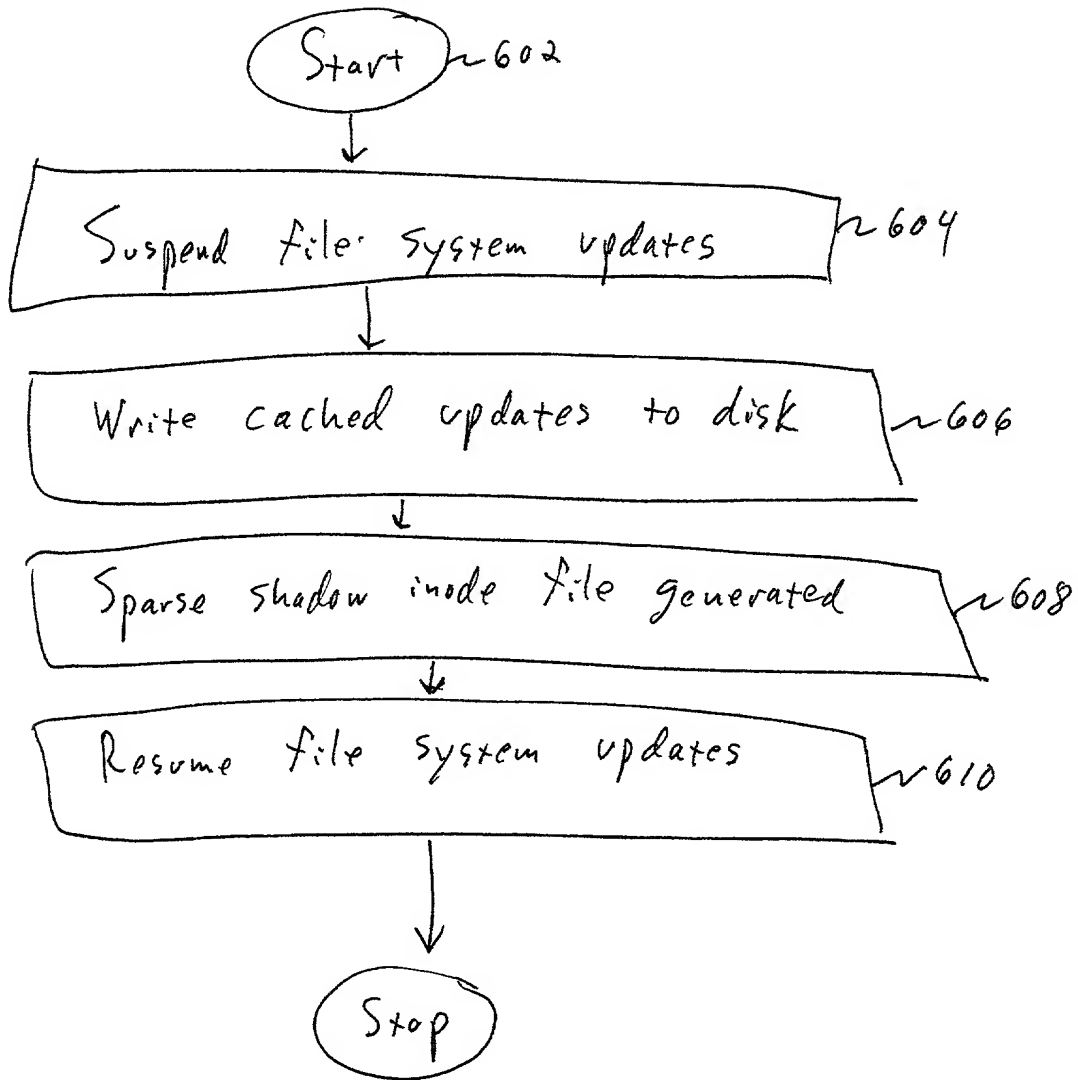 Start 602
Suspend file system updates 604
Write cached updates to disk 606
Sparse shadow inode file generated 608
Resume file system updates 610
Stop